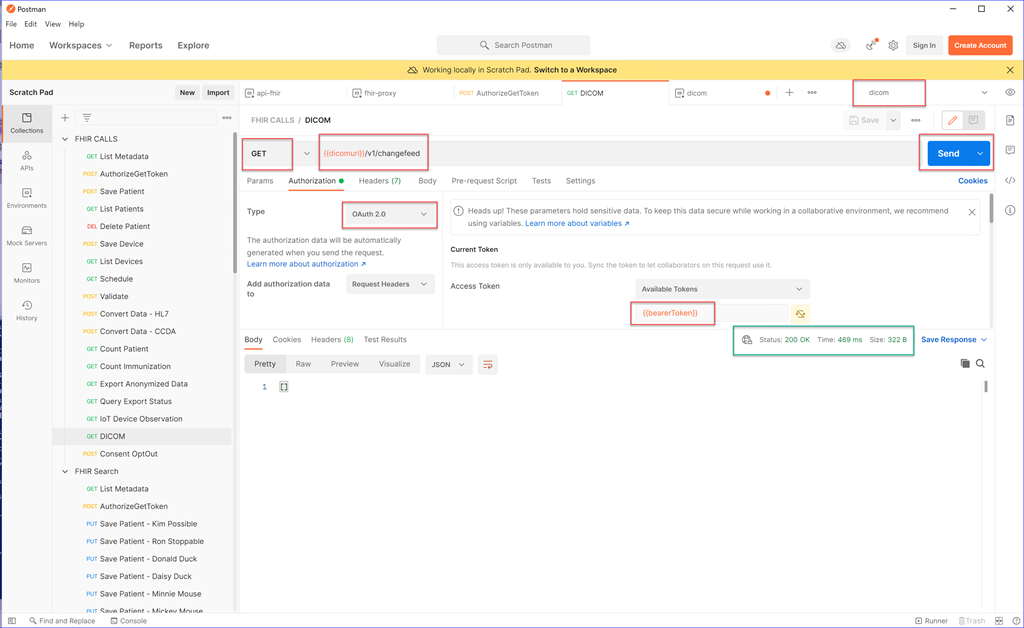 Postman
File Edit View Help
Home Workspaces Reports Explore Search Postman Sign In Create Account
Working locally in Scratch Pad. Switch to a Workspace
Scratch Pad New Import api-fhir fhir-proxy POST AuthorizeGetToken GET DICOM dicom dicom
Collections
APIs
Environments
Mock Servers
Monitors
History
FHIR CALLS
GET List Metadata
POST AuthorizeGetToken
POST Save Patient
GET List Patients
DEL Delete Patient
POST Save Device
GET List Devices
GET Schedule
POST Validate
POST Convert Data - HL7
POST Convert Data - CCDA
GET Count Patient
GET Count Immunization
GET Export Anonymized Data
GET Query Export Status
GET IoT Device Observation
GET DICOM
POST Consent OptOut
FHIR Search
GET List Metadata
POST AuthorizeGetToken
PUT Save Patient - Kim Possible
PUT Save Patient - Ron Stoppable
PUT Save Patient - Donald Duck
PUT Save Patient - Daisy Duck
PUT Save Patient - Minnie Mouse
PUT Save Patient - Mickey Mouse
FHIR CALLS / DICOM Save
GET {{dicomurl}}/v1/changefeed Send
Params Authorization Headers (7) Body Pre-request Script Tests Settings Cookies
Type OAuth 2.0
The authorization data will be automatically
generated when you send the request.
Learn more about authorization ↗
Add authorization data
to
Request Headers
Heads up! These parameters hold sensitive data. To keep this data secure while working in a collaborative environment, we recommend
using variables. Learn more about variables ↗
Current Token
This access token is only available to you. Sync the token to let collaborators on this request use it.
Access Token Available Tokens
{{bearerToken}}
Body Cookies Headers (8) Test Results Status: 200 OK Time: 469 ms Size: 322 B Save Response
Pretty Raw Preview Visualize JSON
1 []
Find and Replace Console Runner Trash